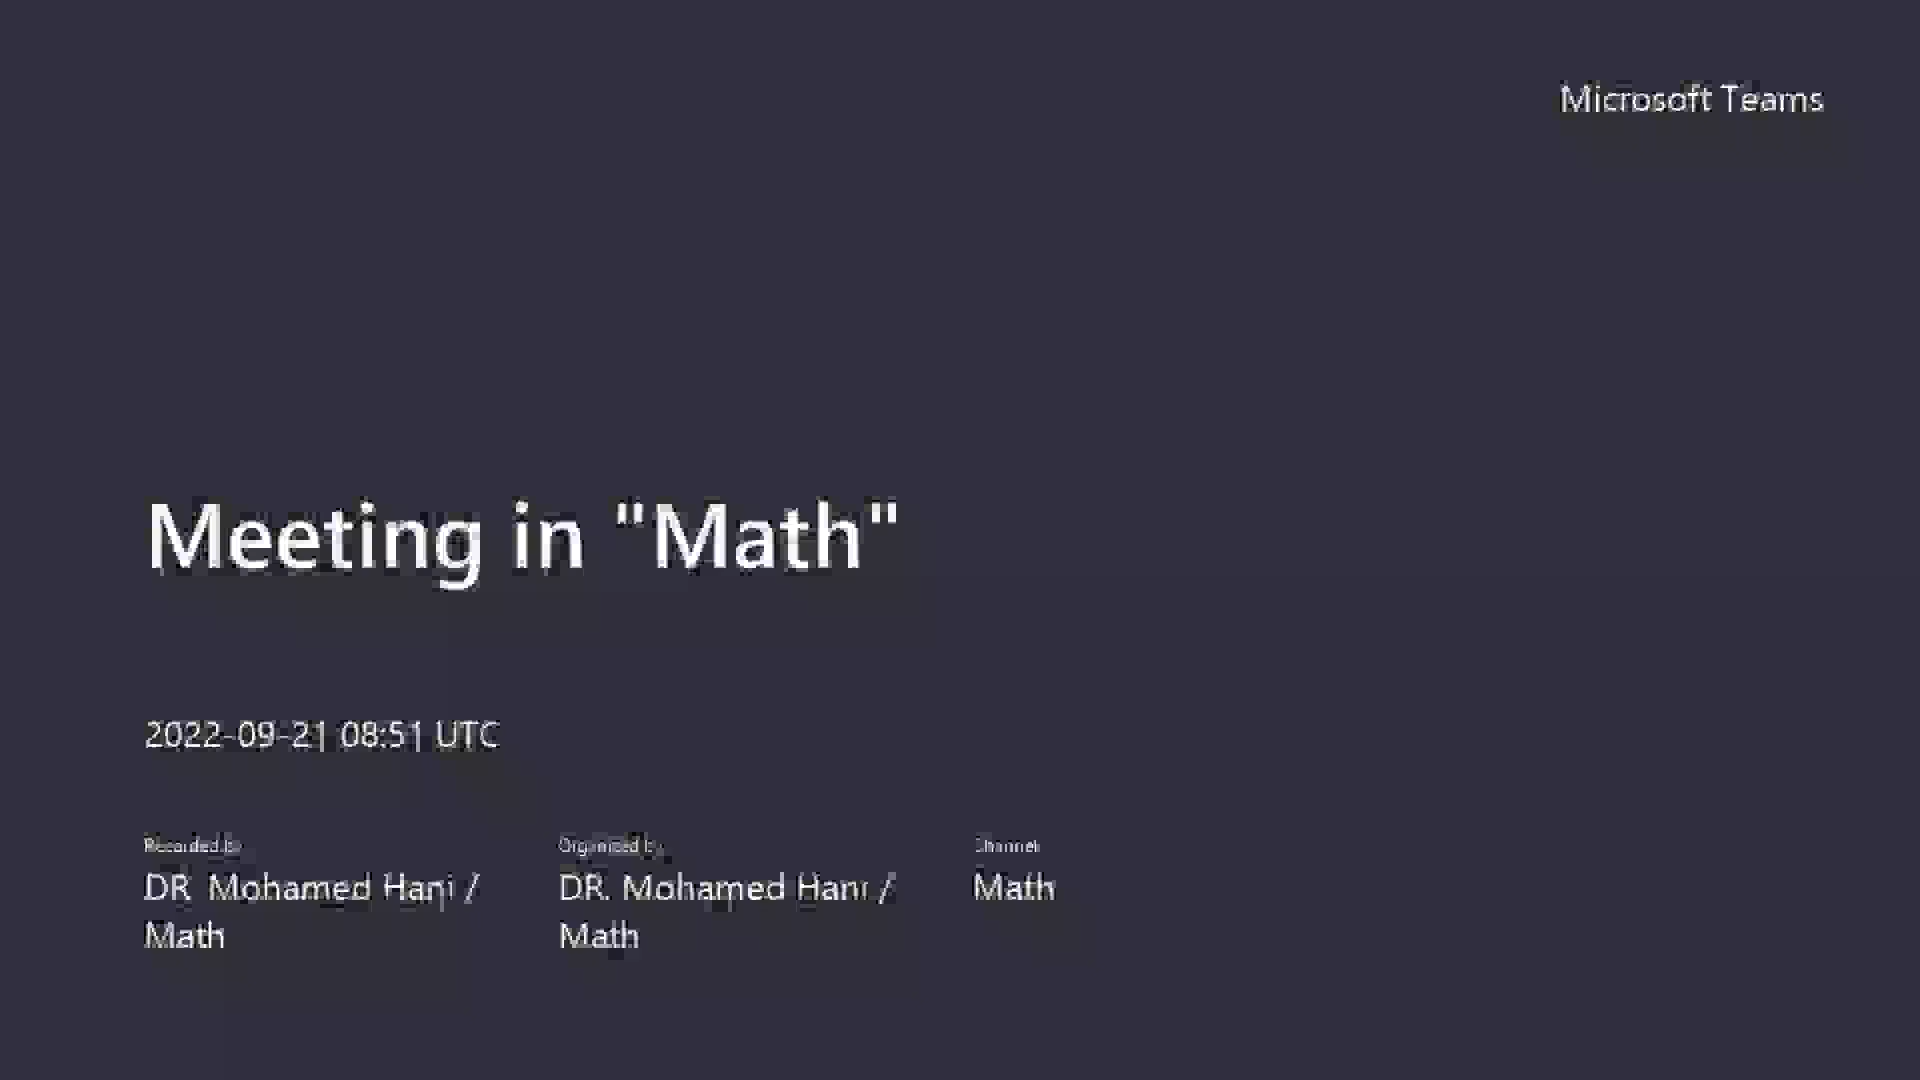 Microsoft Teams
Meeting in "Math"
2022-09-21 08:51 UTC
Recorded by
Organized by
Channel
DR. Mohamed Hani /
Math
DR. Mohamed Hani /
Math
Math